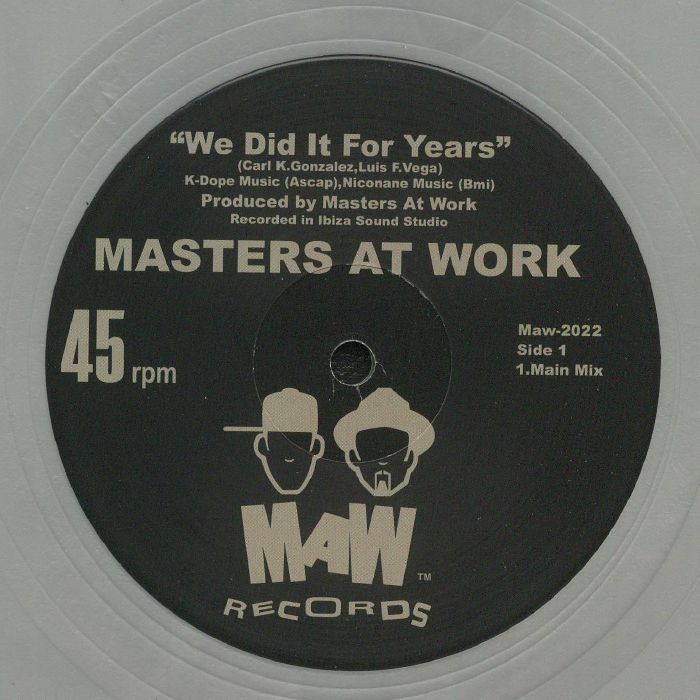 “We Did It For Years”
(Carl K.Gonzalez,Luis F.Vega)
K-Dope Music (Ascap),Niconane Music (Bmi)
Produced by Masters At Work
Recorded in Ibiza Sound Studio
MASTERS AT WORK
45 rpm
Maw-2022
Side 1
1.Main Mix
MAW TM
RECORDS